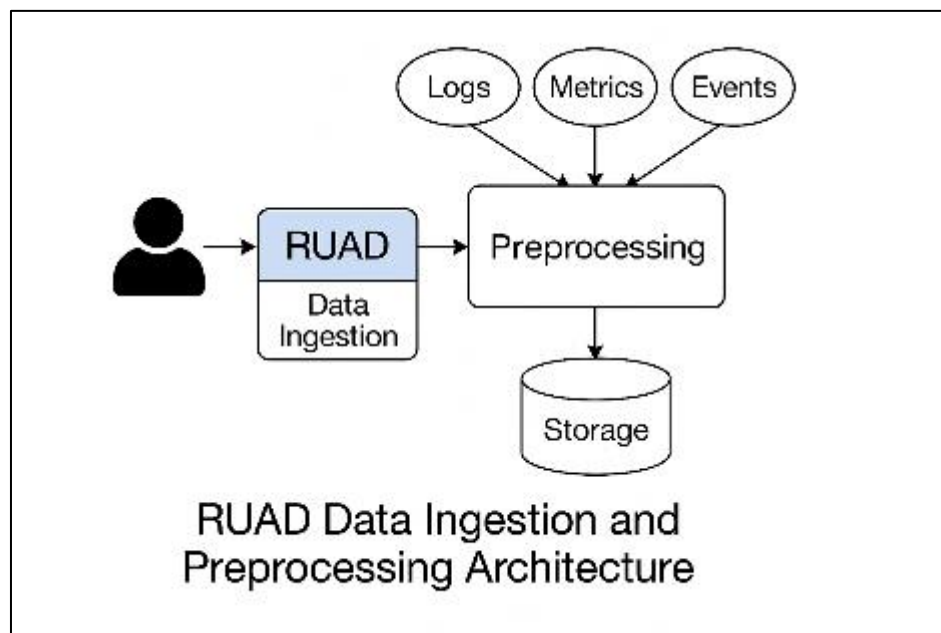 Logs
Metrics
Events
RUAD
Data
Ingestion
Preprocessing
Storage
RUAD Data Ingestion and
Preprocessing Architecture